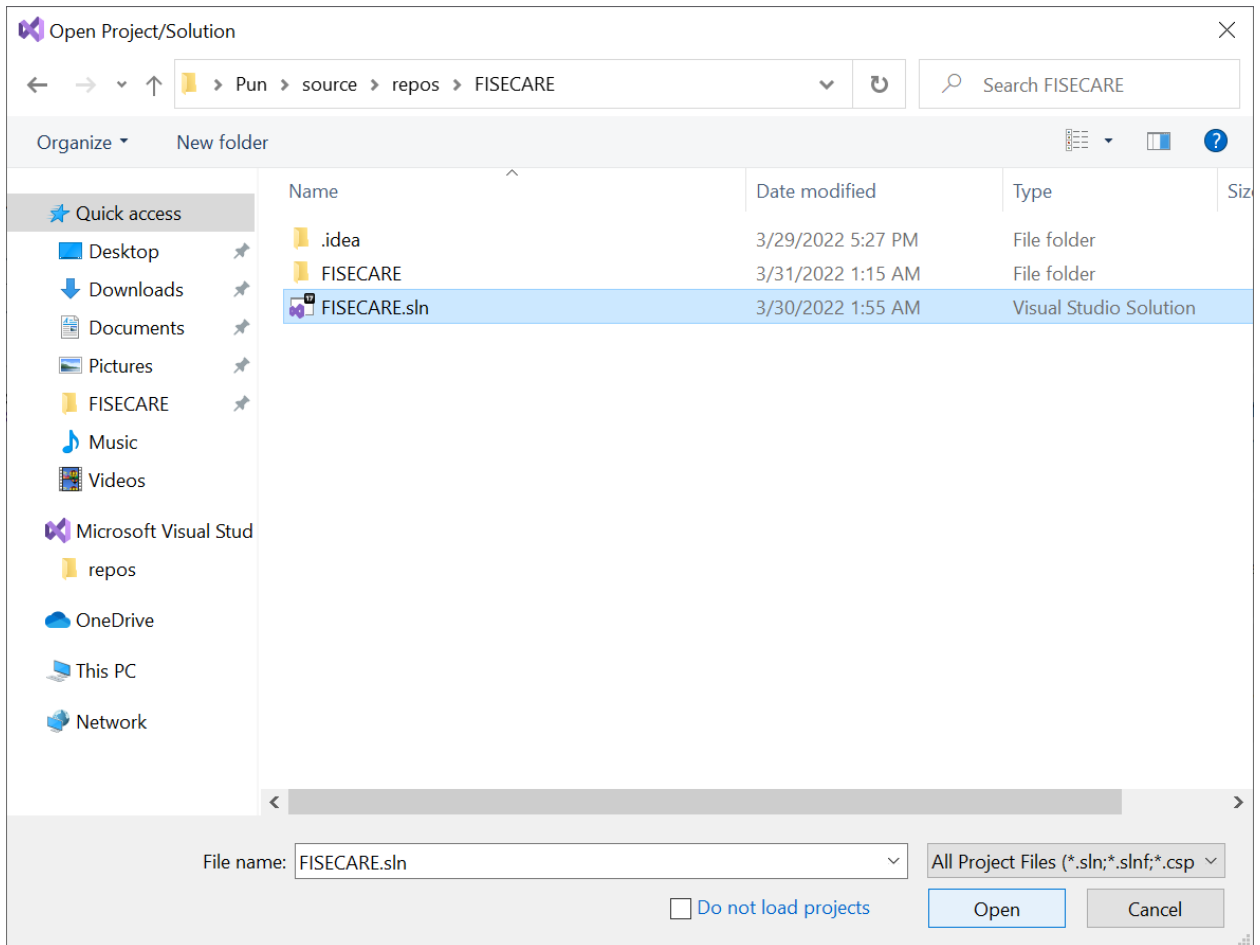 Open Project/Solution
Pun > source > repos > FISECARE
Search FISECARE
Organize
New folder
?
Name
Date modified
Type
Siz
Quick access
Desktop
Downloads
Documents
Pictures
FISECARE
Music
Videos
Microsoft Visual Stud
repos
OneDrive
This PC
Network
.idea 3/29/2022 5:27 PM File folder
FISECARE 3/31/2022 1:15 AM File folder
17
FISECARE.sln 3/30/2022 1:55 AM Visual Studio Solution
File name: FISECARE.sln
All Project Files (*.sln;*.slnf;*.csp
Do not load projects
Open
Cancel